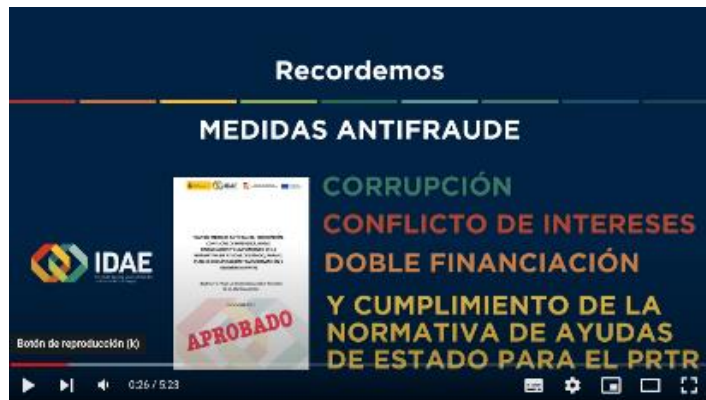 Recordemos
MEDIDAS ANTIFRAUDE
CORRUPCIÓN
CONFLICTO DE INTERESES
DOBLE FINANCIACIÓN
Y CUMPLIMIENTO DE LA
NORMATIVA DE AYUDAS
DE ESTADO PARA EL PRTR
IDAE
APROBADO
Botón de reproducción (k)
0:26 / 5:23